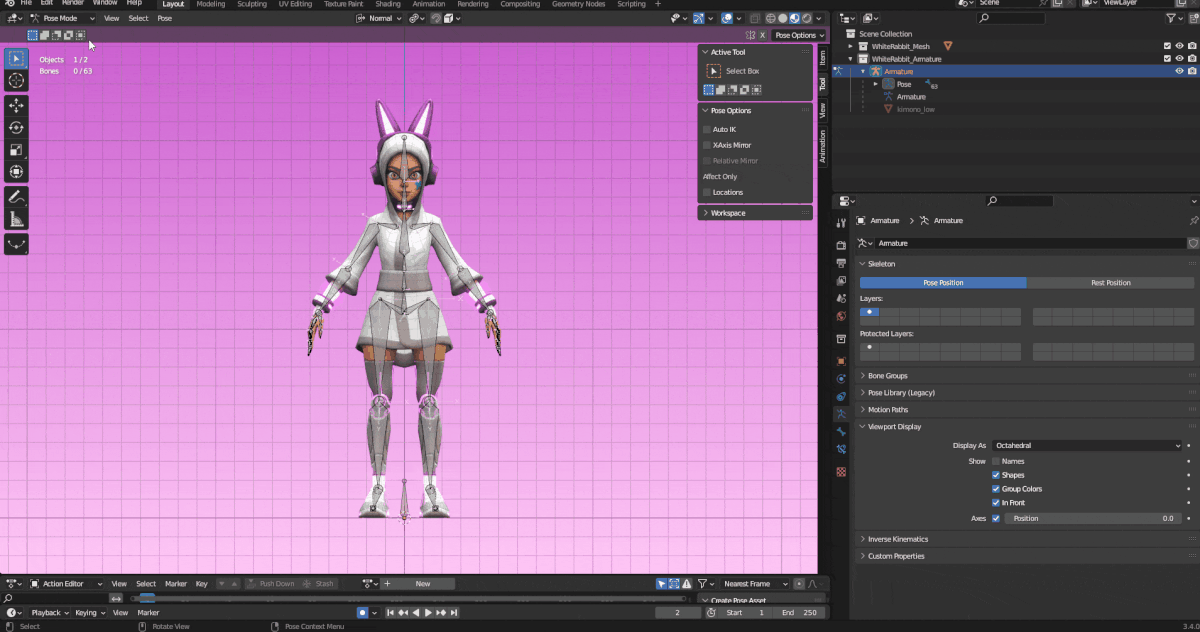 File Edit Render Window Help Layout Modeling Sculpting UV Editing Texture Paint Shading Animation Rendering Compositing Geometry Nodes Scripting + Scene ViewLayer
Pose Mode View Select Pose Normal
X Pose Options
Objects 1/2
Bones 0/63
Active Tool
Select Box
Pose Options
Auto IK
X-Axis Mirror
Relative Mirror
Affect Only
Locations
Workspace
Item
Tool
View
Animation
Scene Collection
WhiteRabbit_Mesh
WhiteRabbit_Armature
Armature
Pose 63
Armature
kimono_low
Armature > Armature
Armature
Skeleton
Pose Position Rest Position
Layers:
Protected Layers:
Bone Groups
Pose Library (Legacy)
Motion Paths
Viewport Display
Display As Octahedral
Show Names
Shapes
Group Colors
In Front
Axes Position 0.0
Inverse Kinematics
Custom Properties
Action Editor View Select Marker Key Push Down Stash + New Nearest Frame
Create Pose Asset
Playback Keying View Marker 2 Start 1 End 250
Select Rotate View Pose Context Menu 3.4.0